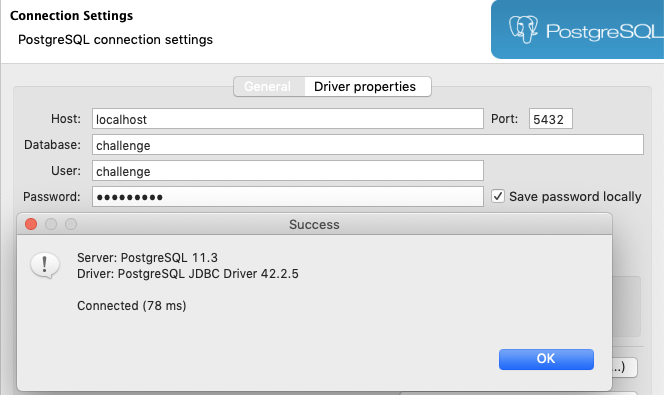 Connection Settings
PostgreSQL connection settings
PostgreSQL
General Driver properties
Host: localhost Port: 5432
Database: challenge
User: challenge
Password: ●●●●●●●●● Save password locally
Success
Server: PostgreSQL 11.3
Driver: PostgreSQL JDBC Driver 42.2.5
Connected (78 ms)
OK
...)